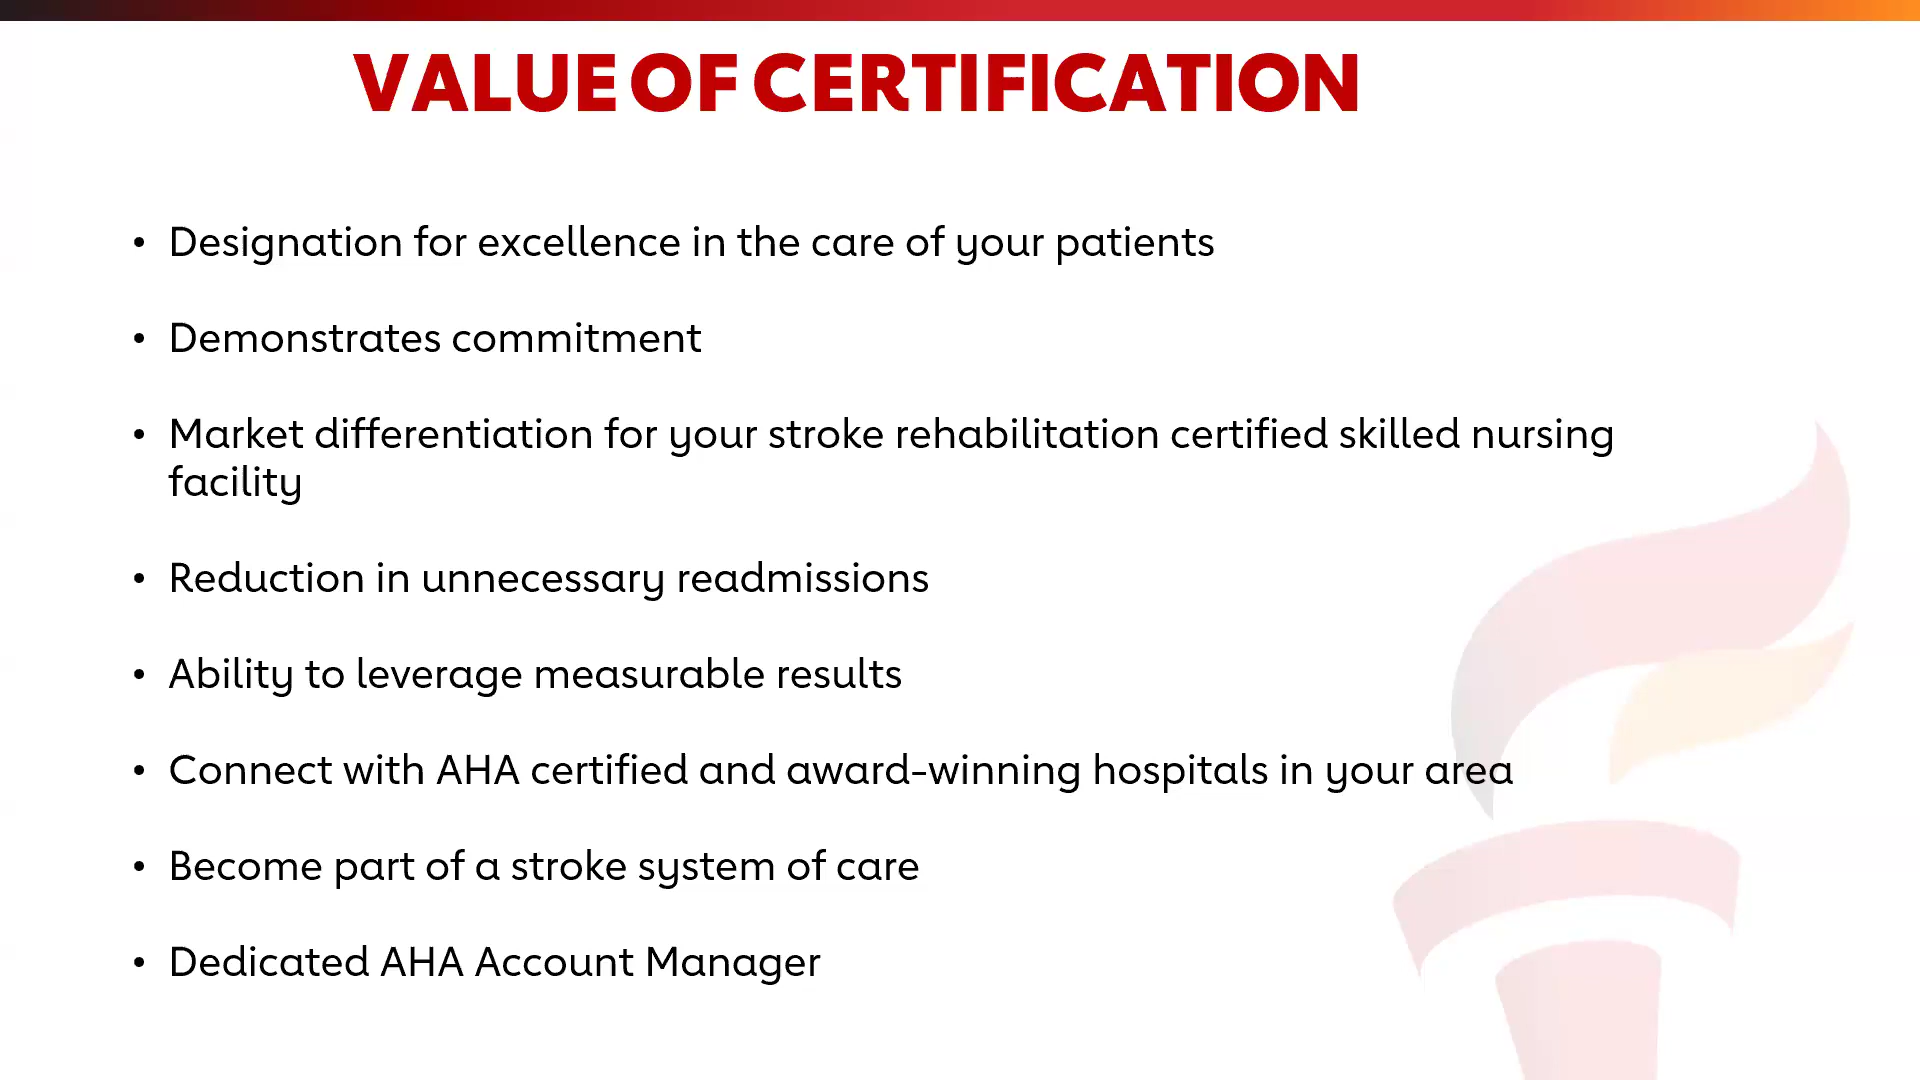 VALUE OF CERTIFICATION
• Designation for excellence in the care of your patients
• Demonstrates commitment
• Market differentiation for your stroke rehabilitation certified skilled nursing
facility
• Reduction in unnecessary readmissions
• Ability to leverage measurable results
• Connect with AHA certified and award-winning hospitals in your area
• Become part of a stroke system of care
• Dedicated AHA Account Manager